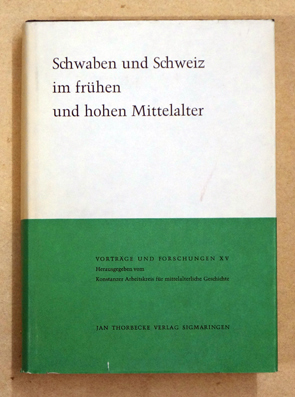 Schwaben und Schweiz
im frühen
und hohen Mittelalter
VORTRÄGE UND FORSCHUNGEN XV
Herausgegeben vom
Konstanzer Arbeitskreis für mittelalterliche Geschichte
JAN THORBECKE VERLAG SIGMARINGEN